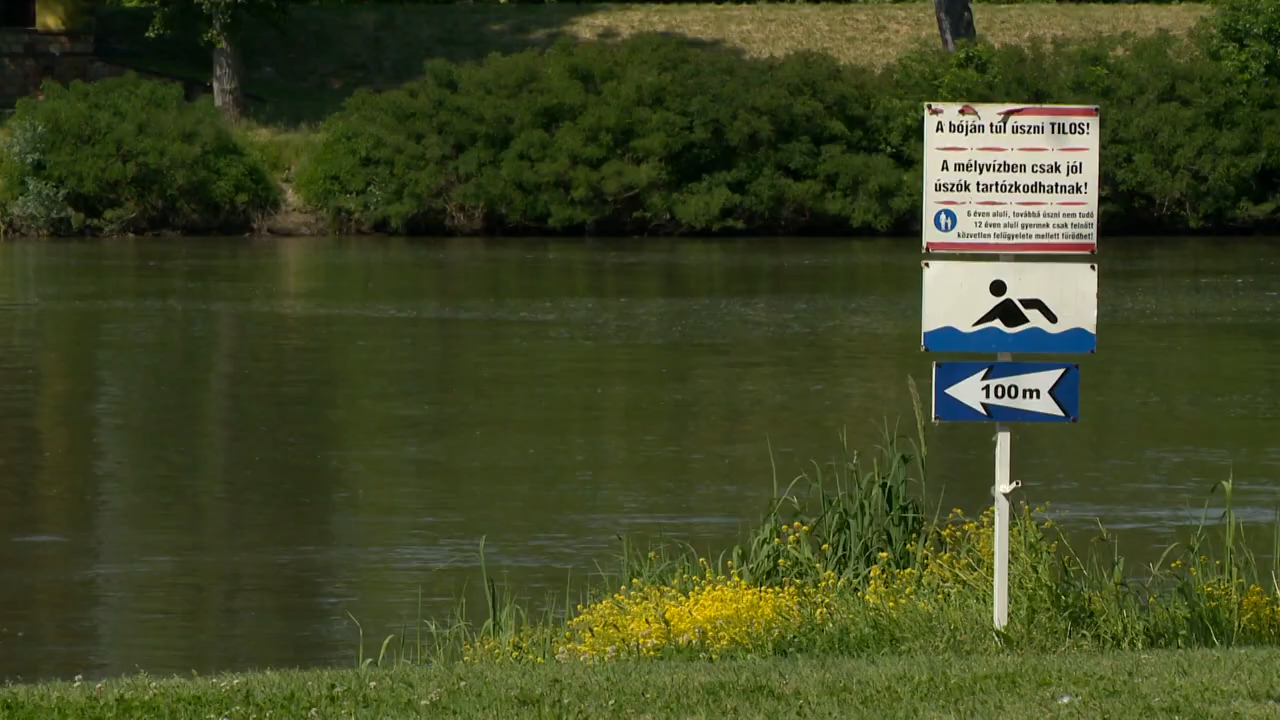 A bóján túl úszni TILOS!
A mélyvízben csak jól
úszók tartózkodhatnak!
6 éven aluli, továbbá úszni nem tudó
12 éven aluli gyermek csak felnőtt
közvetlen felügyelete mellett fürödhet!
100 m